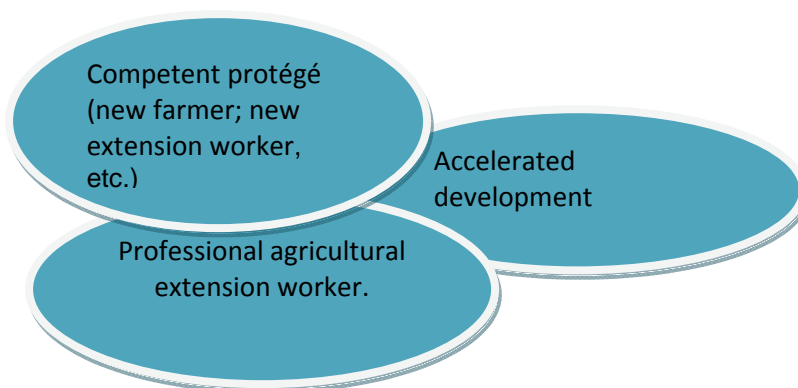 Competent protégé
(new farmer; new
extension worker,
etc.)
Accelerated
development
Professional agricultural
extension worker.